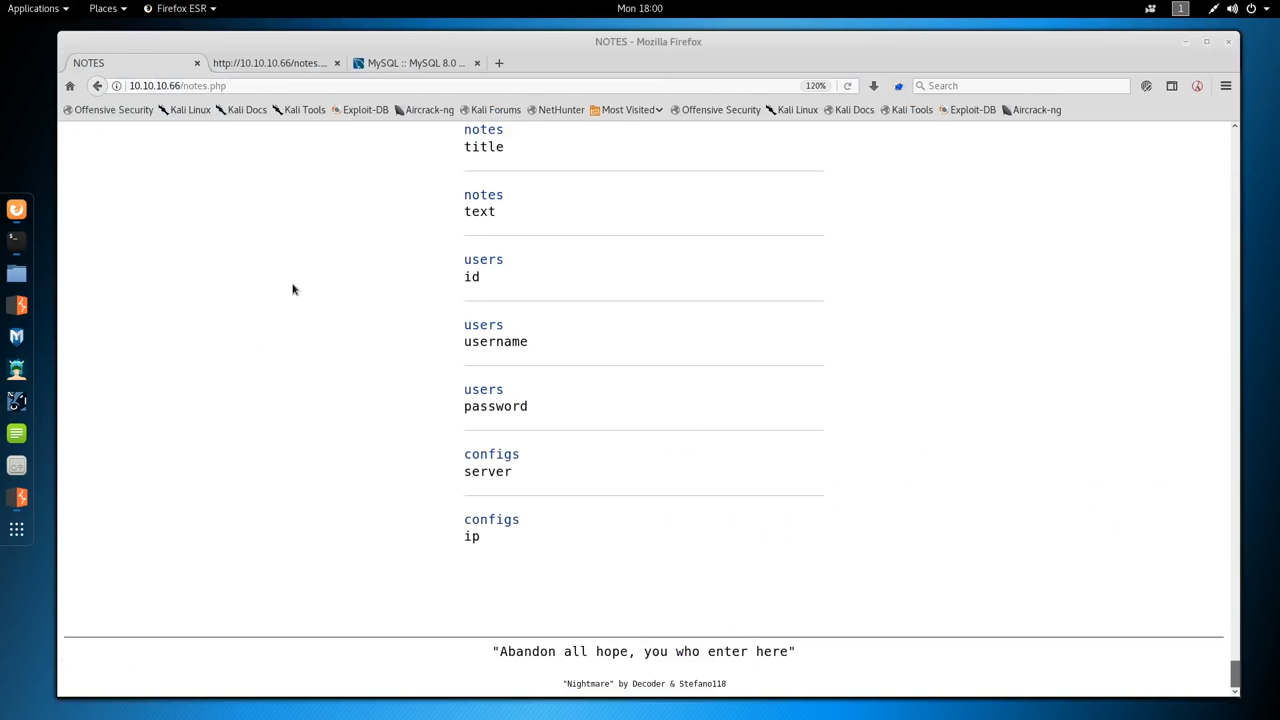 Applications
Places
Firefox ESR
Mon 18:00
1
NOTES - Mozilla Firefox
NOTES
http://10.10.10.66/notes....
MySQL :: MySQL 8.0 ...
10.10.10.66/notes.php
120%
Search
Offensive Security
Kali Linux
Kali Docs
Kali Tools
Exploit-DB
Aircrack-ng
Kali Forums
NetHunter
Most Visited
Offensive Security
Kali Linux
Kali Docs
Kali Tools
Exploit-DB
Aircrack-ng
notes
title
notes
text
users
id
users
username
users
password
configs
server
configs
ip
"Abandon all hope, you who enter here"
"Nightmare" by Decoder & Stefano118